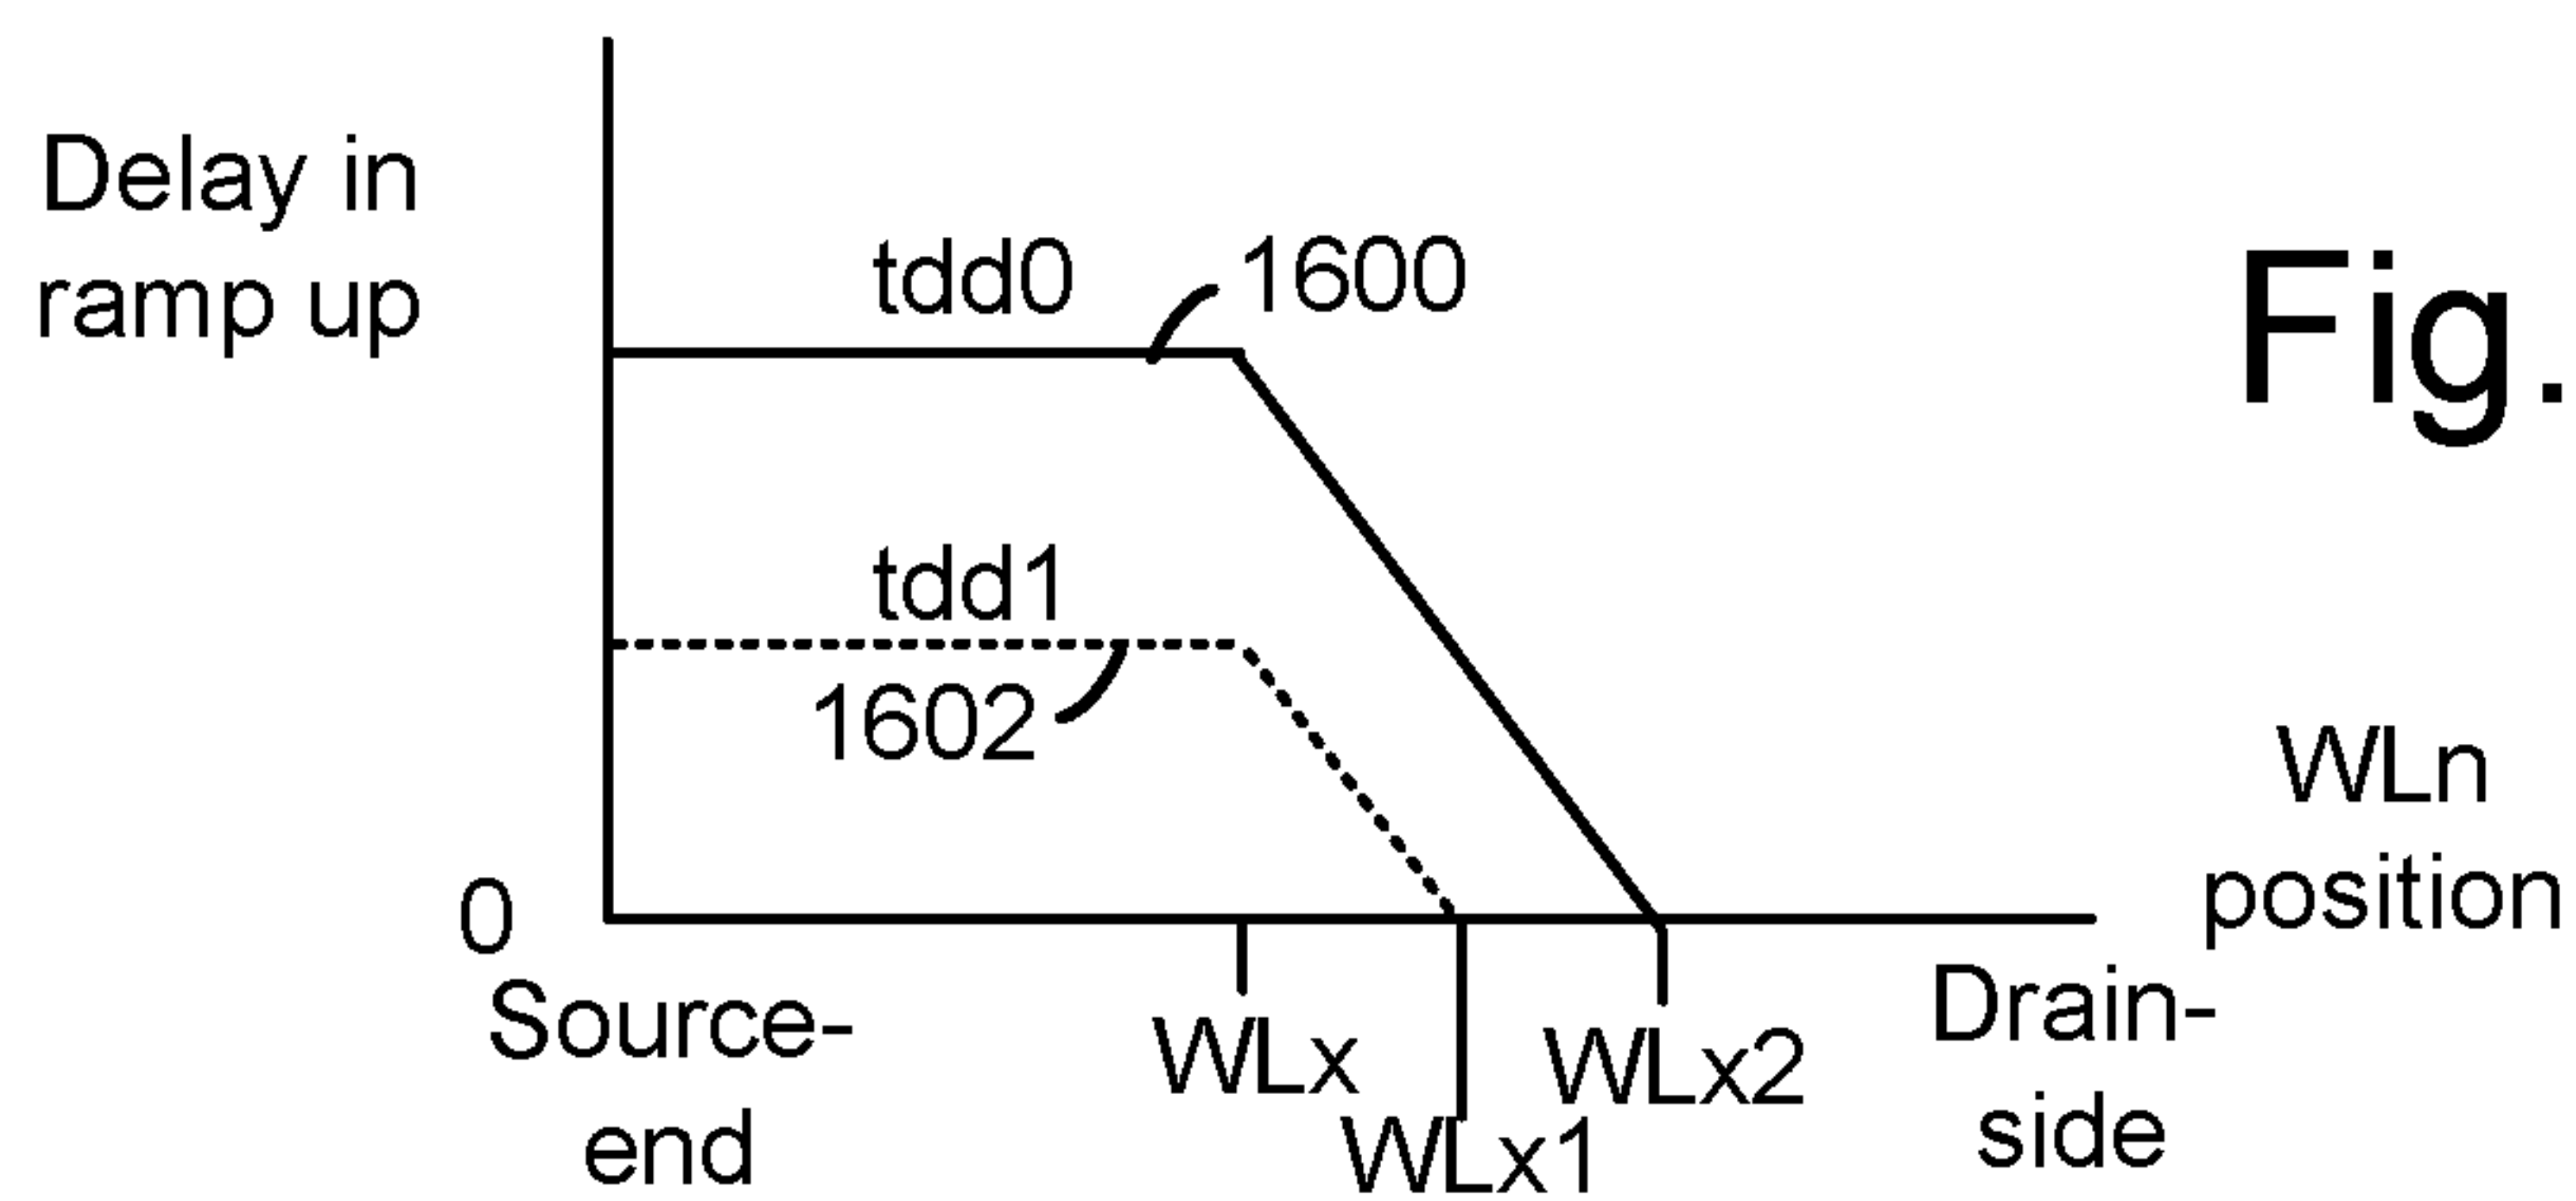 Delay in
ramp up
tdd0
1600
Fig.
tdd1
1602
WLn
position
0
Source-
end
WLx
WLx1
WLx2
Drain-
side